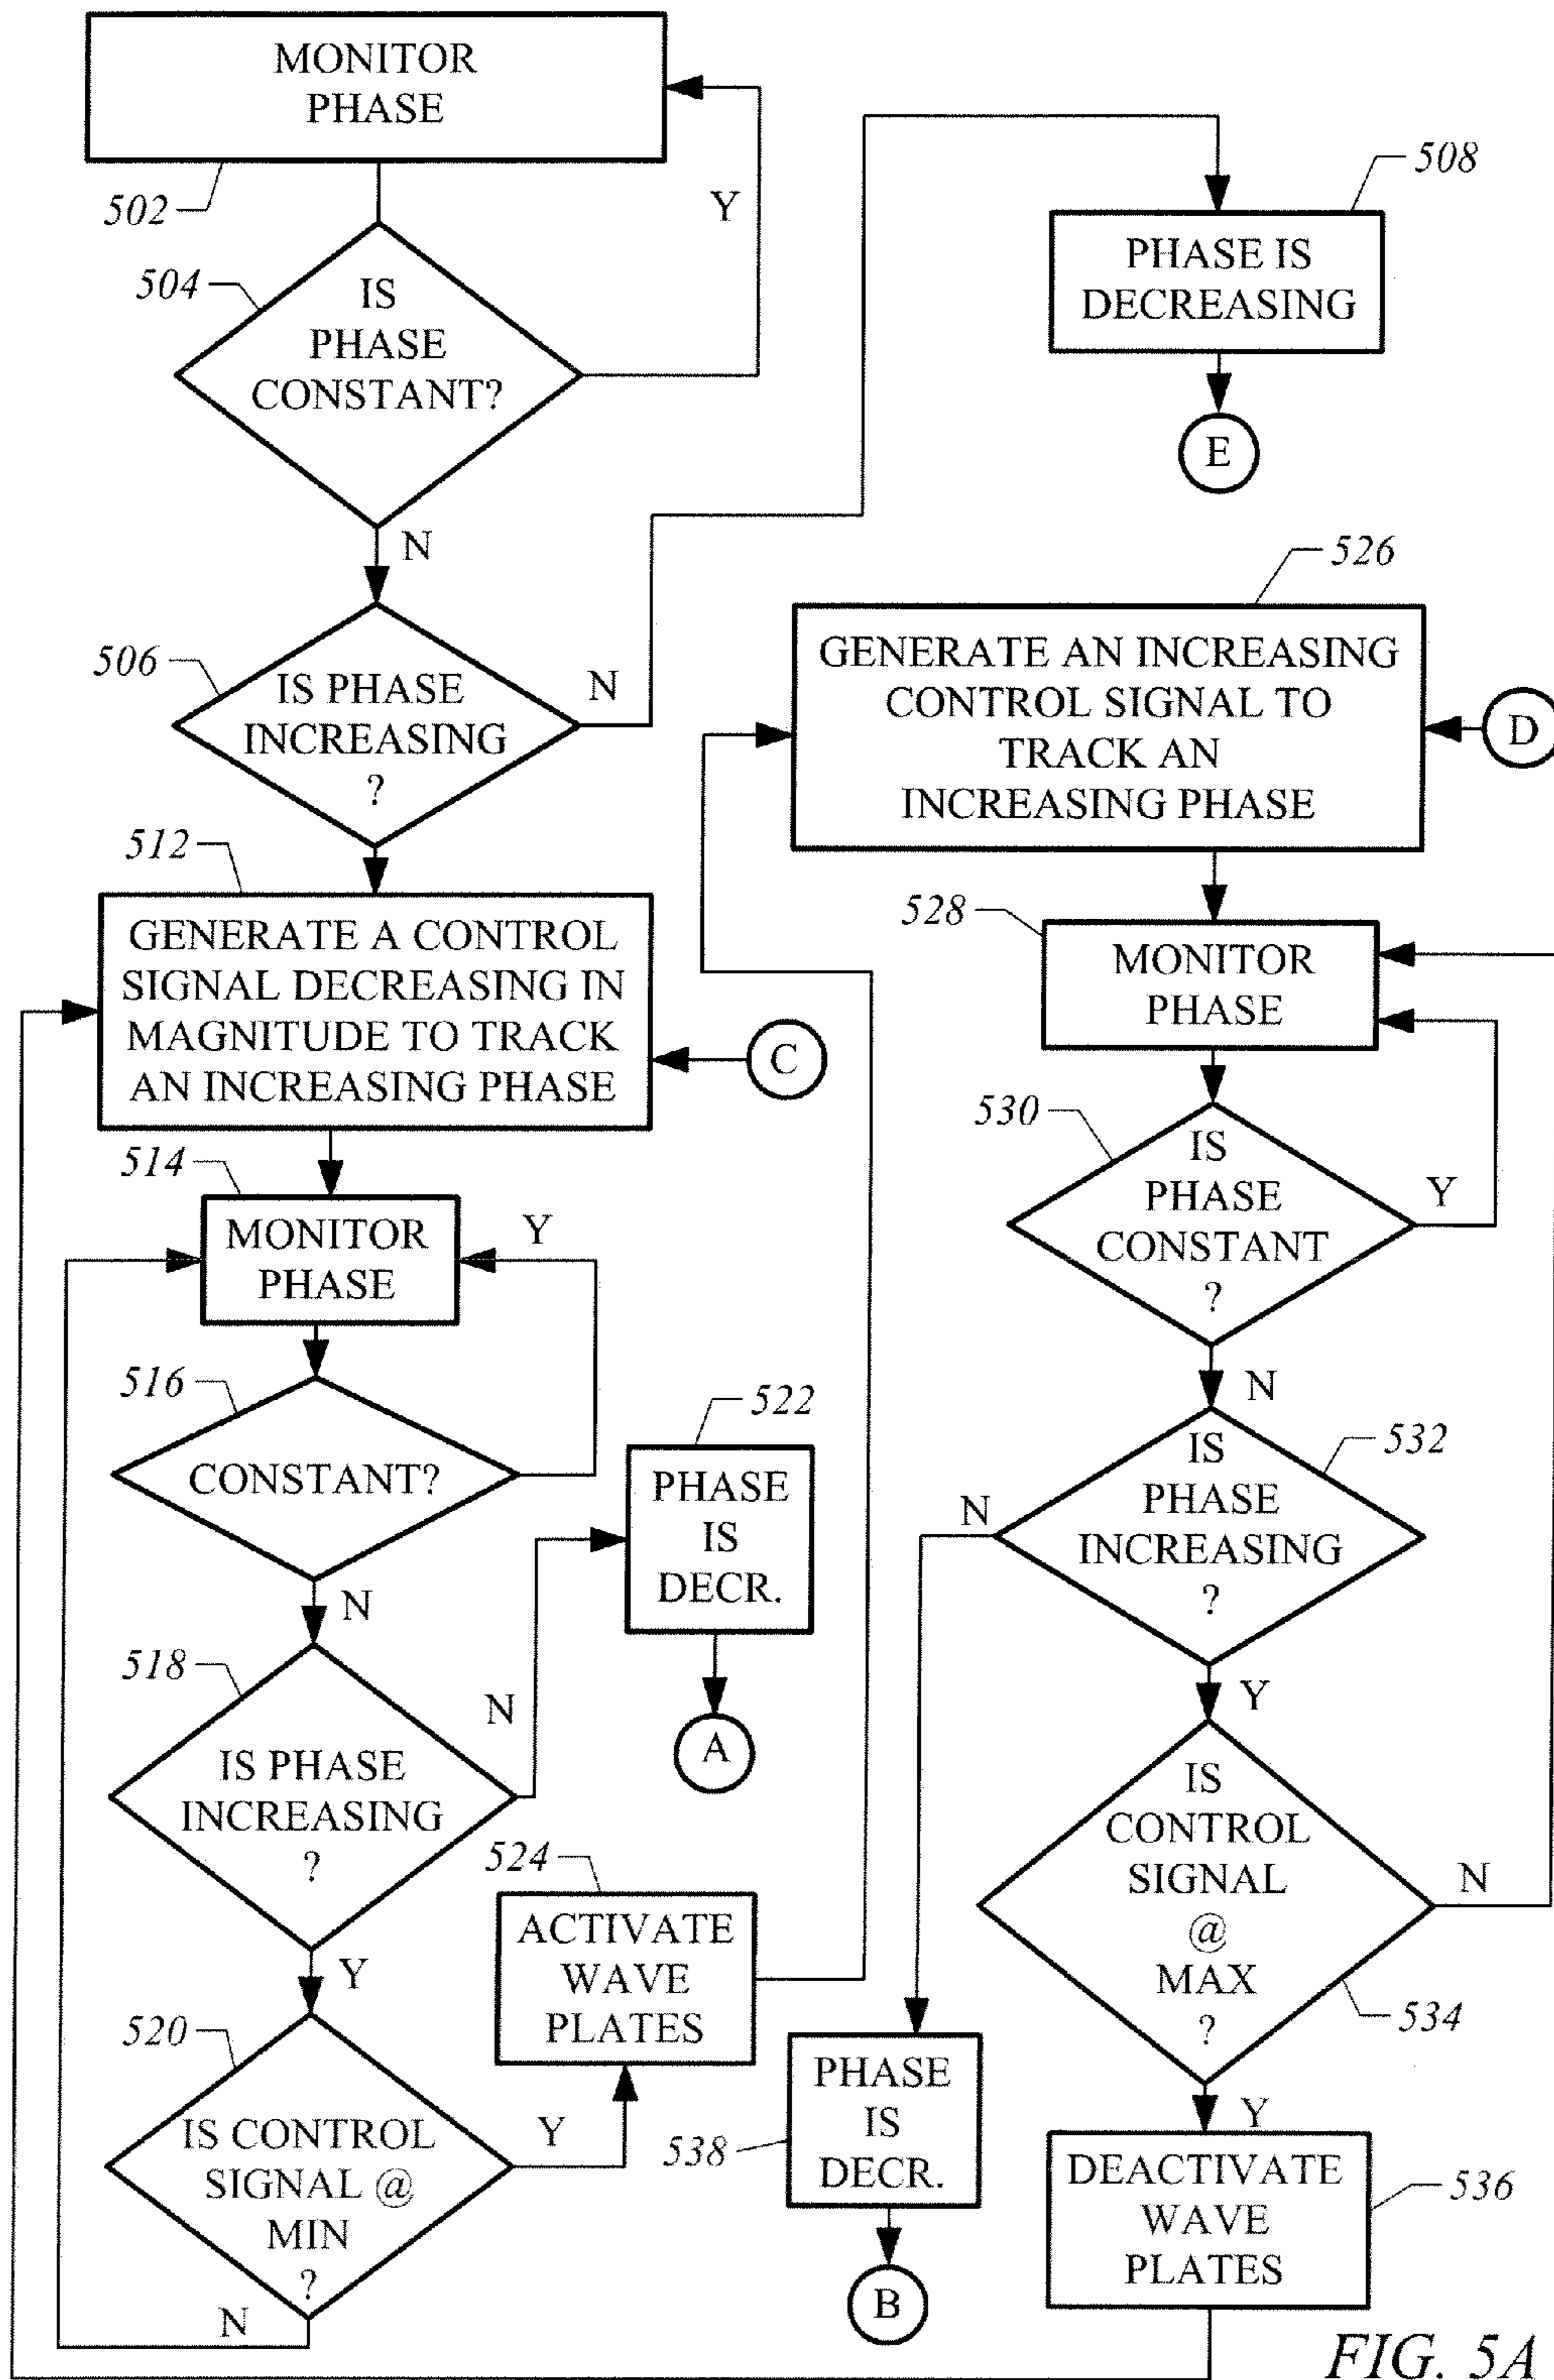 MONITOR
PHASE
502
Y
504
IS
PHASE
CONSTANT?
N
508
PHASE IS
DECREASING
E
506
IS PHASE
INCREASING
?
N
526
GENERATE AN INCREASING
CONTROL SIGNAL TO
TRACK AN
INCREASING PHASE
D
512
GENERATE A CONTROL
SIGNAL DECREASING IN
MAGNITUDE TO TRACK
AN INCREASING PHASE
C
528
MONITOR
PHASE
514
MONITOR
PHASE
Y
530
IS
PHASE
CONSTANT
?
Y
N
516
CONSTANT?
N
522
PHASE
IS
DECR.
A
532
IS
PHASE
INCREASING
?
N
Y
518
IS PHASE
INCREASING
?
N
Y
524
ACTIVATE
WAVE
PLATES
IS
CONTROL
SIGNAL
@
MAX
?
N
534
Y
520
IS CONTROL
SIGNAL @
MIN
?
Y
N
538
PHASE
IS
DECR.
B
DEACTIVATE
WAVE
PLATES
536
FIG. 5A